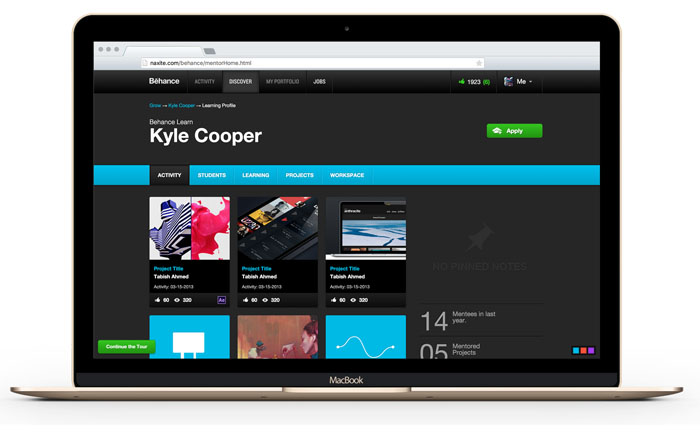 naxite.com/behance/mentorHome.html
Bēhance ACTIVITY DISCOVER MY PORTFOLIO JOBS 1923 (6) Me
Grow → Kyle Cooper → Learning Profile
Behance Learn
Kyle Cooper
Apply
ACTIVITY STUDENTS LEARNING PROJECTS WORKSPACE
anthracite
Project Title Project Title Project Title
Tabish Ahmed Tabish Ahmed Tabish Ahmed
Activity: 03-15-2013 Activity: 03-15-2013 Activity: 03-15-2013
60 320 Ae 60 320 60 320
NO PINNED NOTES
14 Mentees in last
year.
05 Mentored
Projects
Continue the Tour
MacBook